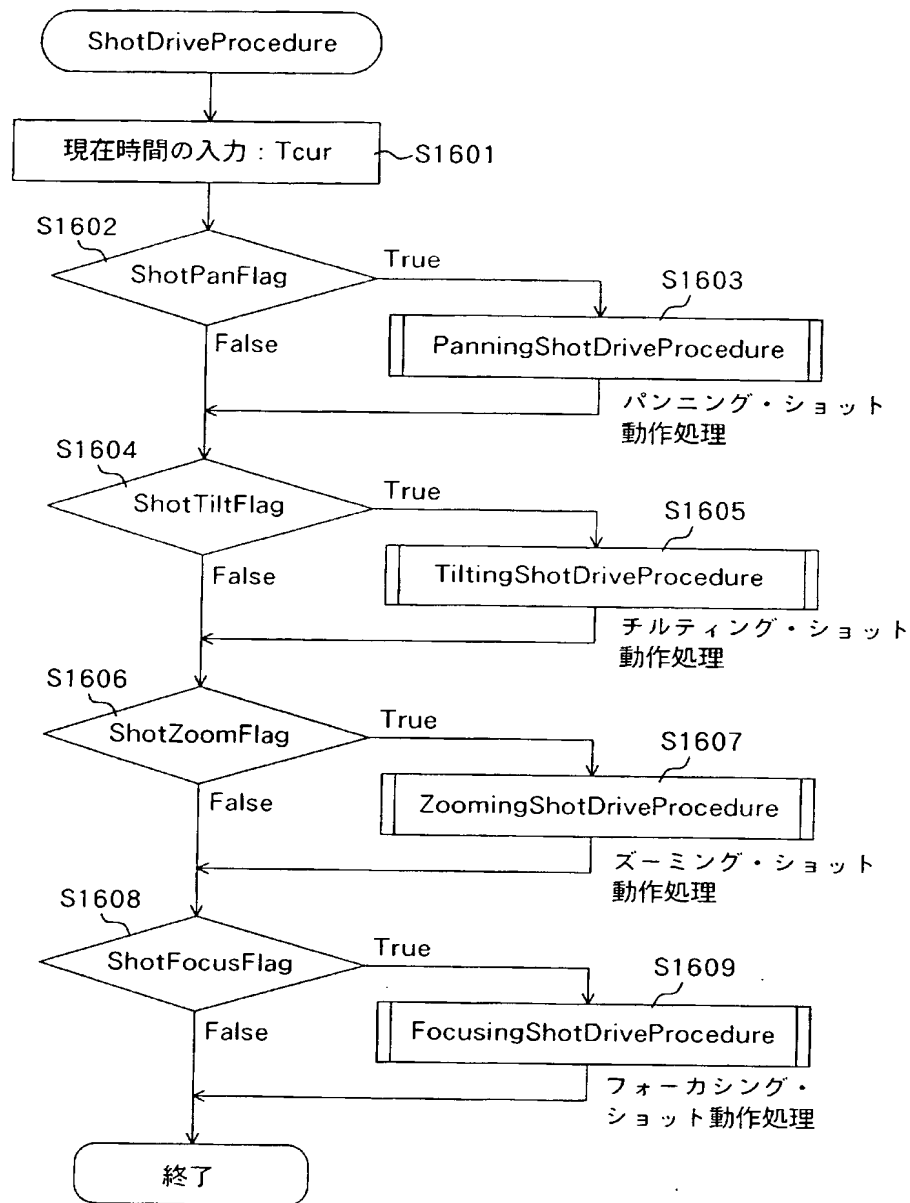 ShotDriveProcedure
現在時間の入力：Tcur
S1601
S1602
ShotPanFlag
True
False
S1603
PanningShotDriveProcedure
パンニング・ショット
動作処理
S1604
ShotTiltFlag
True
False
S1605
TiltingShotDriveProcedure
チルティング・ショット
動作処理
S1606
ShotZoomFlag
True
False
S1607
ZoomingShotDriveProcedure
ズーミング・ショット
動作処理
S1608
ShotFocusFlag
True
False
S1609
FocusingShotDriveProcedure
フォーカシング・
ショット動作処理
終了